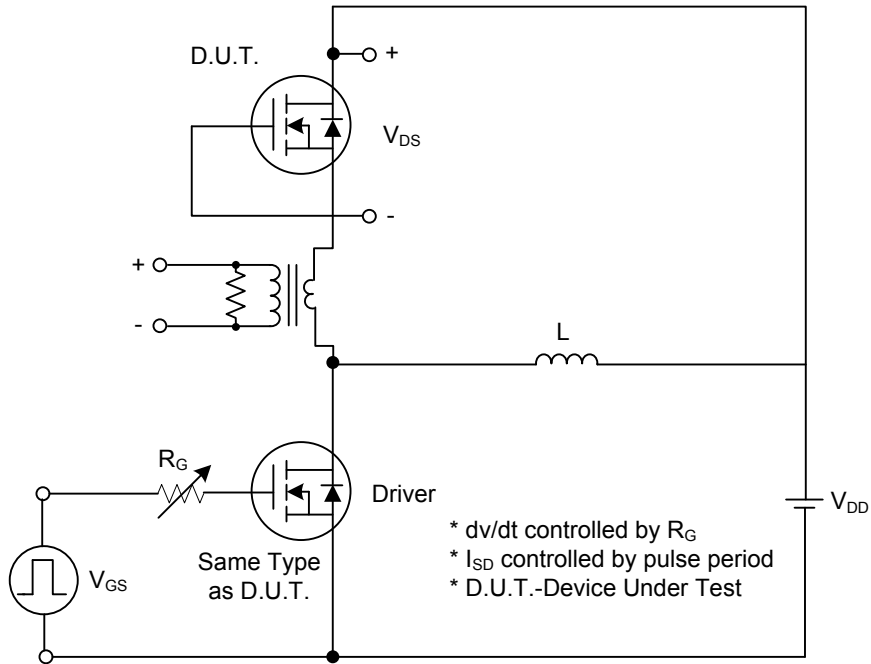 D.U.T.
+
V_DS
-
+
-
L
R_G
Driver
V_DD
* dv/dt controlled by R_G
* I_SD controlled by pulse period
* D.U.T.-Device Under Test
Same Type
as D.U.T.
V_GS